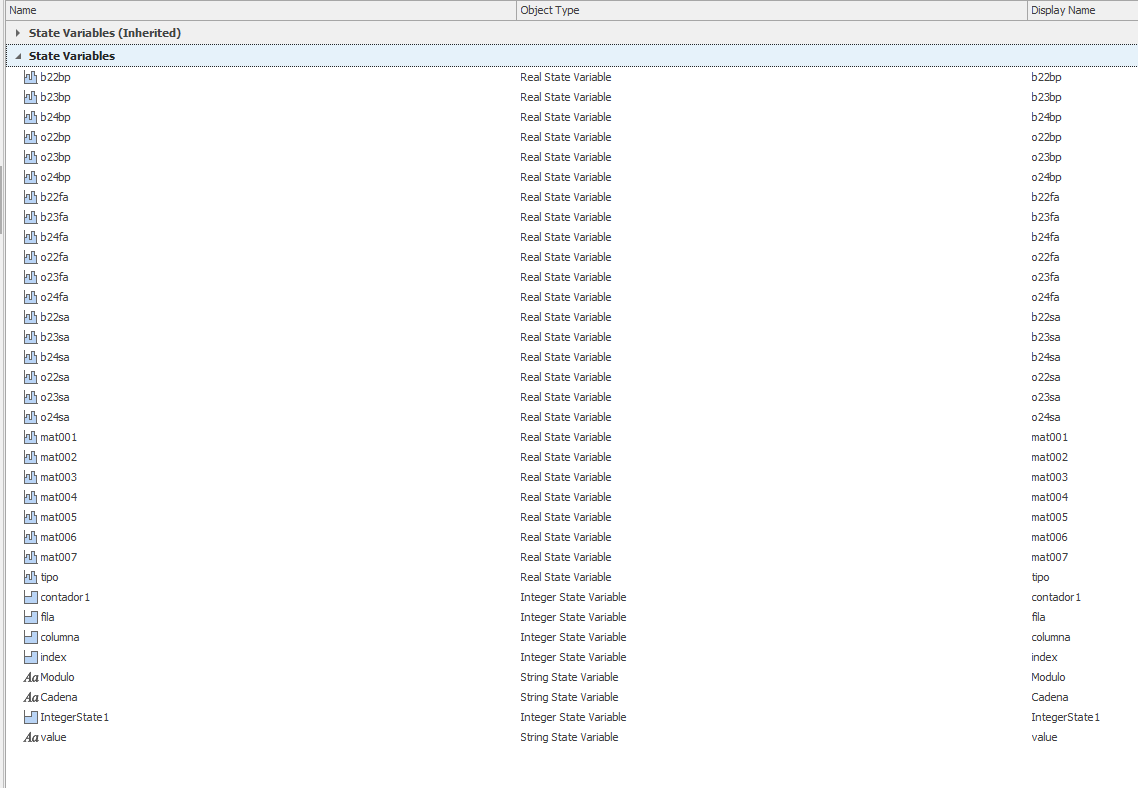 Name Object Type Display Name
State Variables (Inherited)
State Variables
b22bp Real State Variable b22bp
b23bp Real State Variable b23bp
b24bp Real State Variable b24bp
o22bp Real State Variable o22bp
o23bp Real State Variable o23bp
o24bp Real State Variable o24bp
b22fa Real State Variable b22fa
b23fa Real State Variable b23fa
b24fa Real State Variable b24fa
o22fa Real State Variable o22fa
o23fa Real State Variable o23fa
o24fa Real State Variable o24fa
b22sa Real State Variable b22sa
b23sa Real State Variable b23sa
b24sa Real State Variable b24sa
o22sa Real State Variable o22sa
o23sa Real State Variable o23sa
o24sa Real State Variable o24sa
mat001 Real State Variable mat001
mat002 Real State Variable mat002
mat003 Real State Variable mat003
mat004 Real State Variable mat004
mat005 Real State Variable mat005
mat006 Real State Variable mat006
mat007 Real State Variable mat007
tipo Real State Variable tipo
contador1 Integer State Variable contador1
fila Integer State Variable fila
columna Integer State Variable columna
index Integer State Variable index
Aa Modulo String State Variable Modulo
Aa Cadena String State Variable Cadena
IntegerState1 Integer State Variable IntegerState1
Aa value String State Variable value